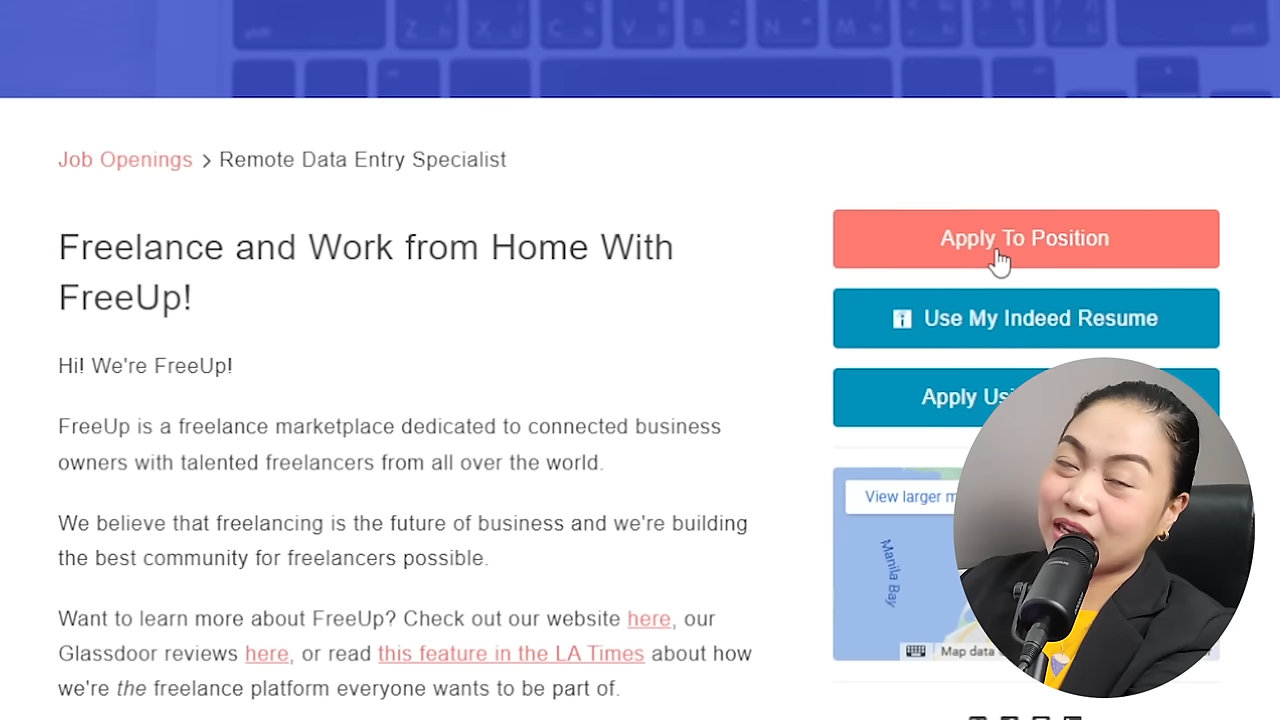 Job Openings > Remote Data Entry Specialist
Freelance and Work from Home With
FreeUp!
Hi! We're FreeUp!
FreeUp is a freelance marketplace dedicated to connected business
owners with talented freelancers from all over the world.
We believe that freelancing is the future of business and we're building
the best community for freelancers possible.
Want to learn more about FreeUp? Check out our website here, our
Glassdoor reviews here, or read this feature in the LA Times about how
we're the freelance platform everyone wants to be part of.
Apply To Position
Use My Indeed Resume
Apply
View larger
Manila Bay
Map data